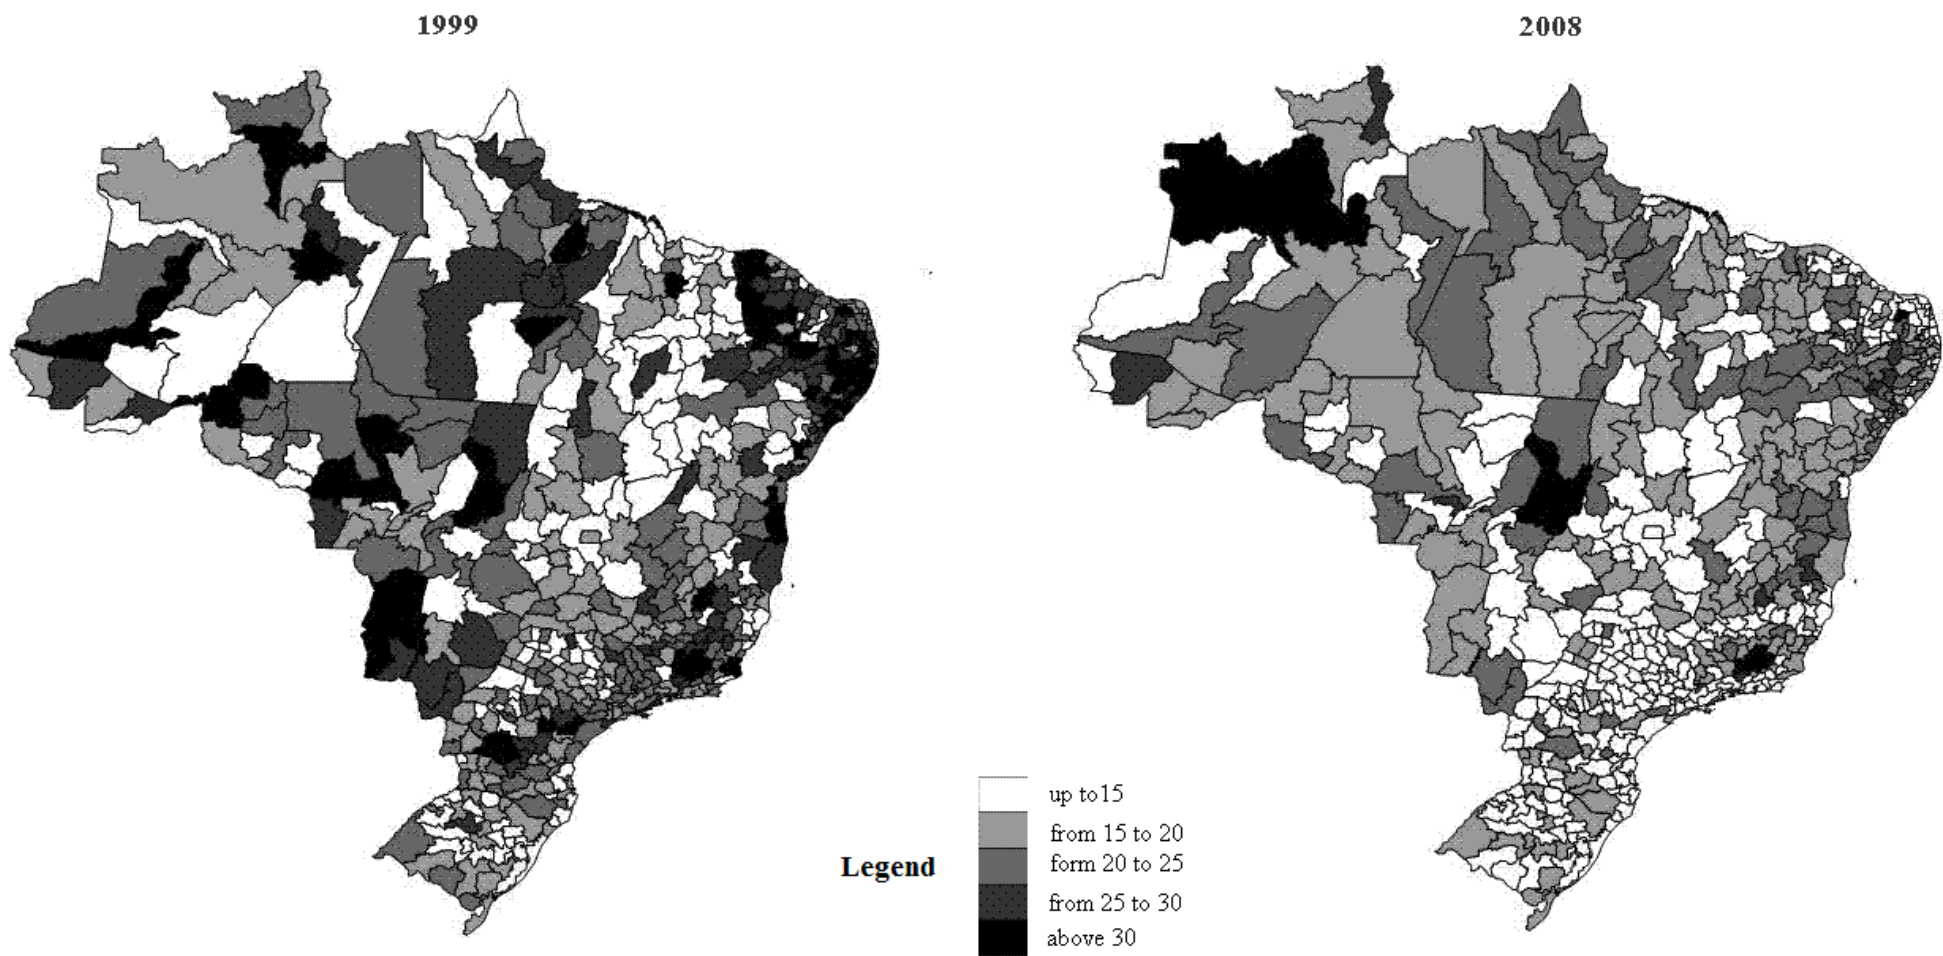 1999
2008
Legend
up to15
from 15 to 20
form 20 to 25
from 25 to 30
above 30